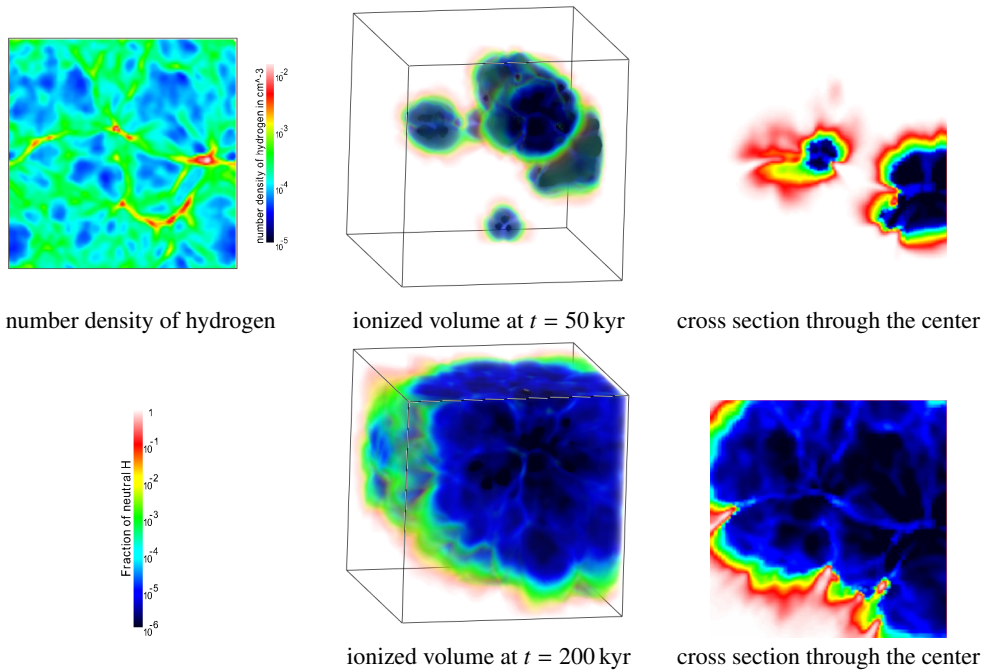 10^-2
10^-3
10^-4
10^-5
number density of hydrogen in cm^-3
number density of hydrogen
ionized volume at t = 50 kyr
cross section through the center
1
10^-1
10^-2
10^-3
10^-4
10^-5
10^-6
Fraction of neutral H
ionized volume at t = 200 kyr
cross section through the center